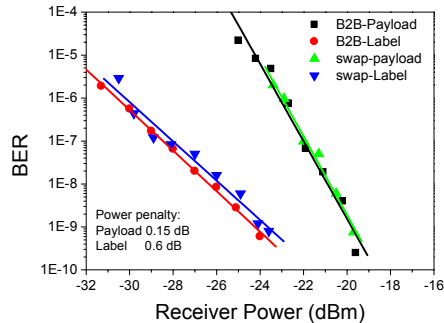 1E-4
1E-5
1E-6
1E-7
1E-8
1E-9
1E-10
BER
B2B-Payload
B2B-Label
swap-payload
swap-Label
Power penalty:
Payload 0.15 dB
Label 0.6 dB
-32 -30 -28 -26 -24 -22 -20 -18
Receiver Power (dBm)